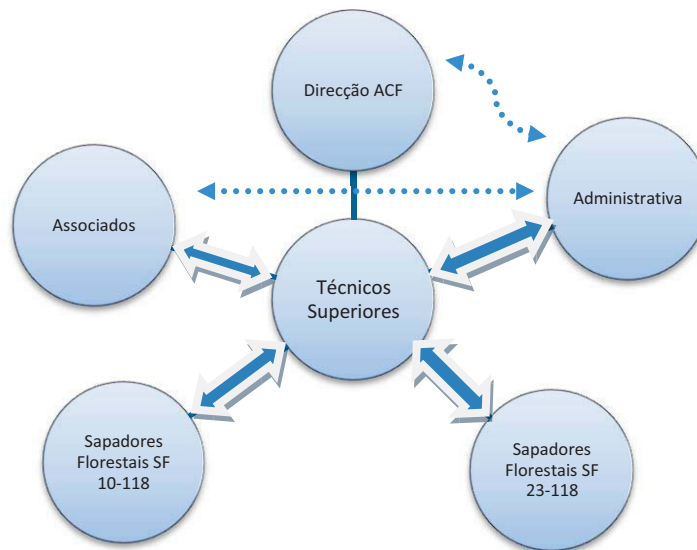 Direcção ACF
Associados
Administrativa
Técnicos
Superiores
Sapadores
Florestais SF
10-118
Sapadores
Florestais SF
23-118